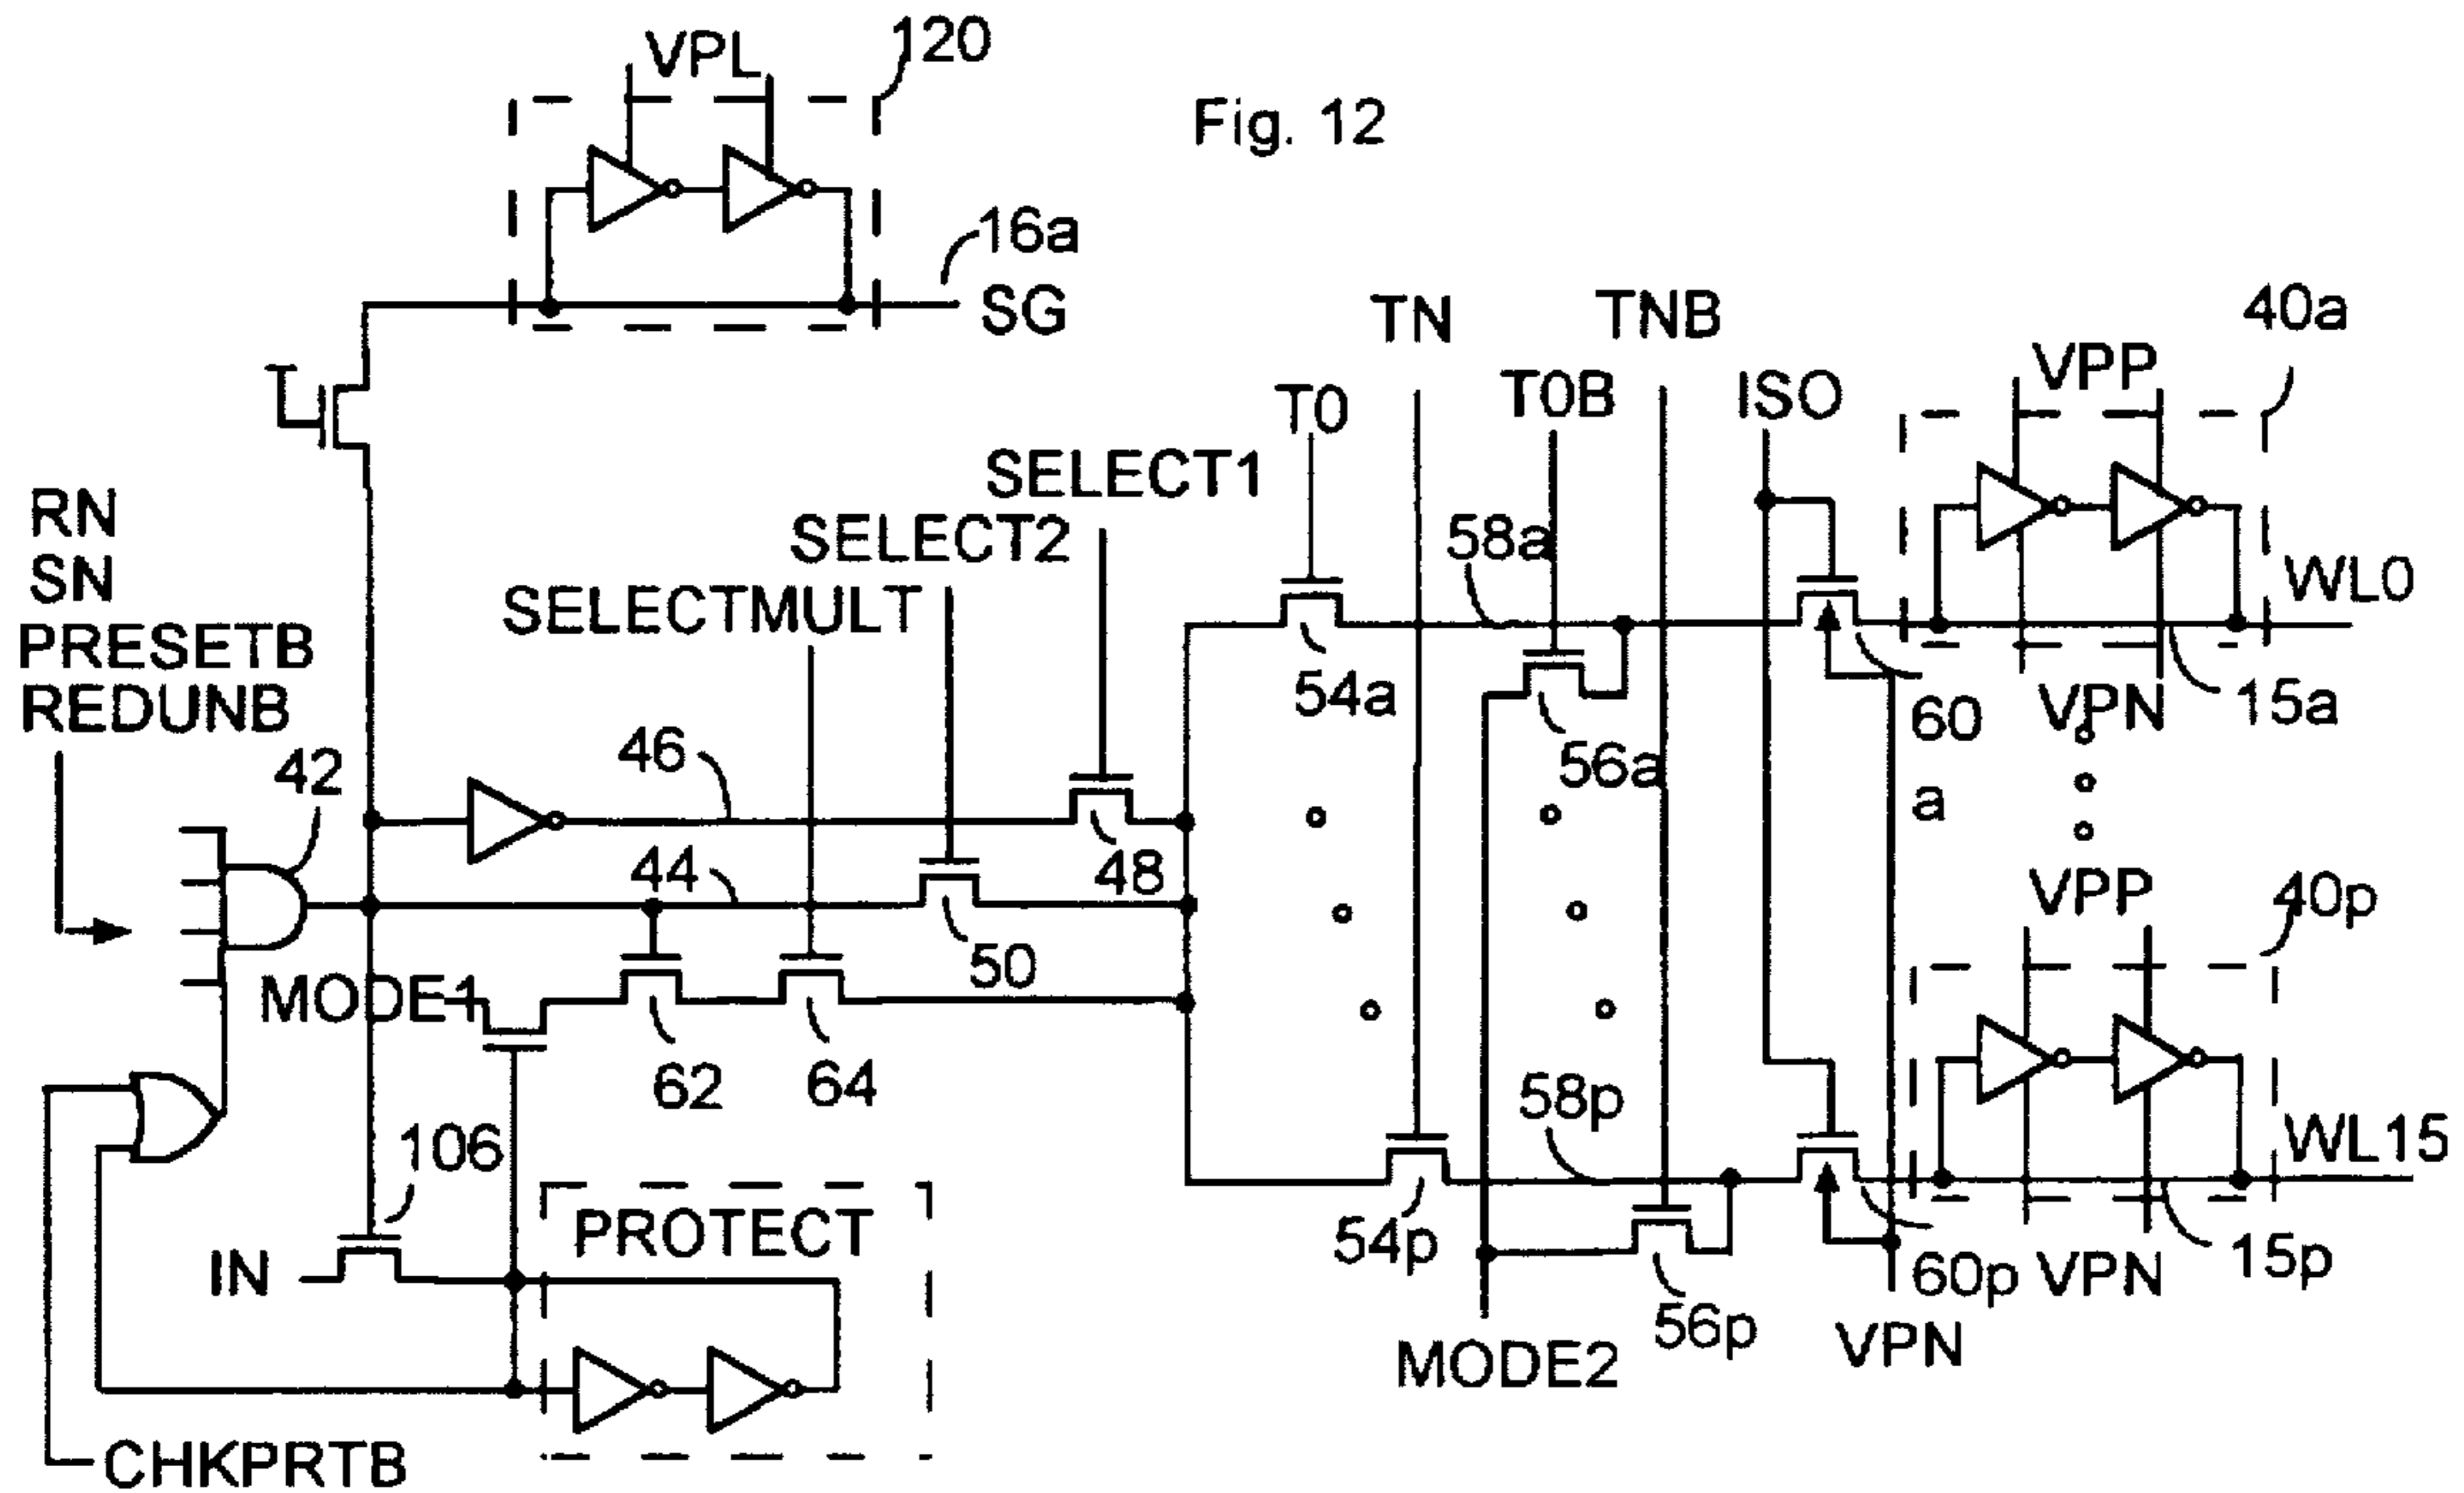 VPL
120
Fig. 12
16a
SG
TN
TNB
40a
T0
T0B
ISO
VPP
SELECT1
RN
SELECT2
58a
SN
SELECTMULT
WL0
PRESETB
54a
REDUNB
60
a
VPN
15a
46
56a
42
44
48
VPP
40p
50
MODE1
62
64
58p
106
WL15
PROTECT
54p
IN
60p
VPN
15p
56p
MODE2
VPN
CHKPRTB